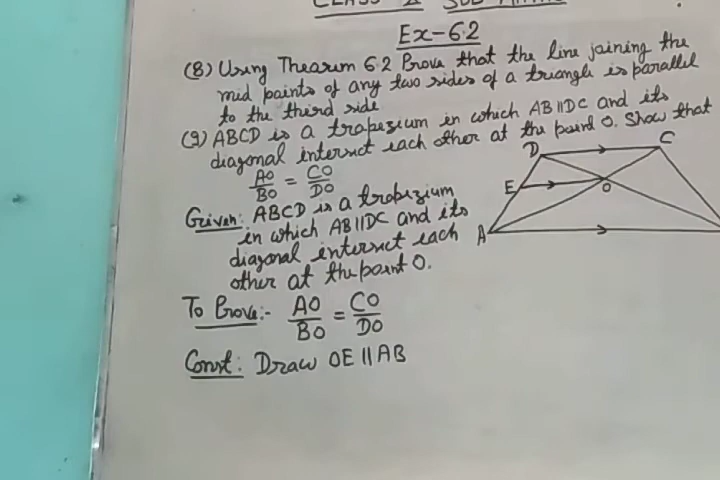 Ex-6.2
(8) Using Thearum 6.2 Prove that the line joining the
mid points of any two sides of a triangle is parallel
to the third side
(9) ABCD is a trapezium in which AB||DC and its
diagonal intersect each other at the point O. Show that
AO/BO = CO/DO
D C
E O
A
Given: ABCD is a trapezium
in which AB||DC and its
diagonal intersect each
other at the point O.
To Prove:- AO/BO = CO/DO
Const: Draw OE || AB